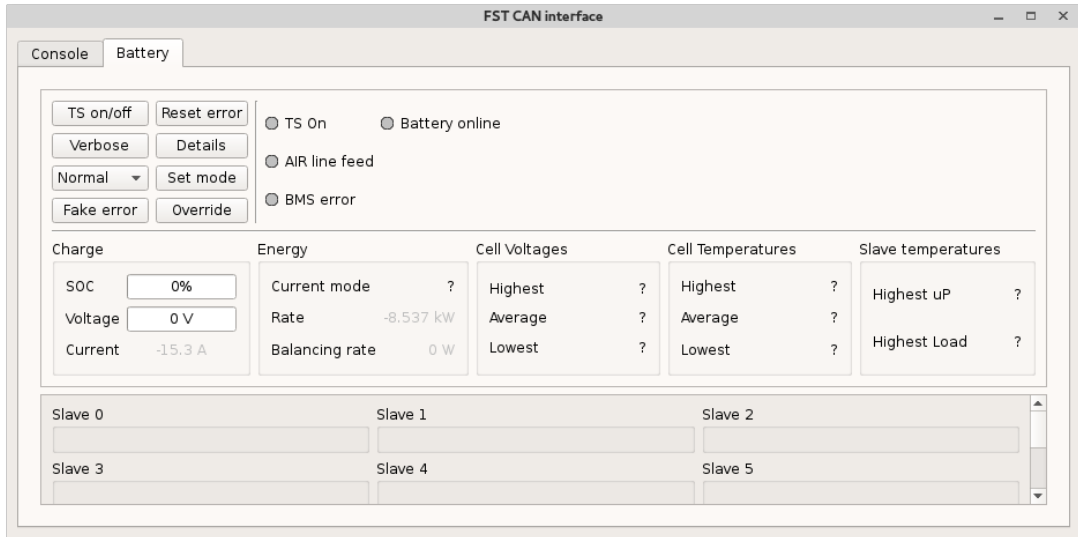 FST CAN interface
Console Battery
TS on/off Reset error
Verbose Details
Normal Set mode
Fake error Override
TS On Battery online
AIR line feed
BMS error
Charge
SOC 0%
Voltage 0 V
Current -15.3 A
Energy
Current mode ?
Rate -8.537 kW
Balancing rate 0 W
Cell Voltages
Highest ?
Average ?
Lowest ?
Cell Temperatures
Highest ?
Average ?
Lowest ?
Slave temperatures
Highest uP ?
Highest Load ?
Slave 0 Slave 1 Slave 2
Slave 3 Slave 4 Slave 5